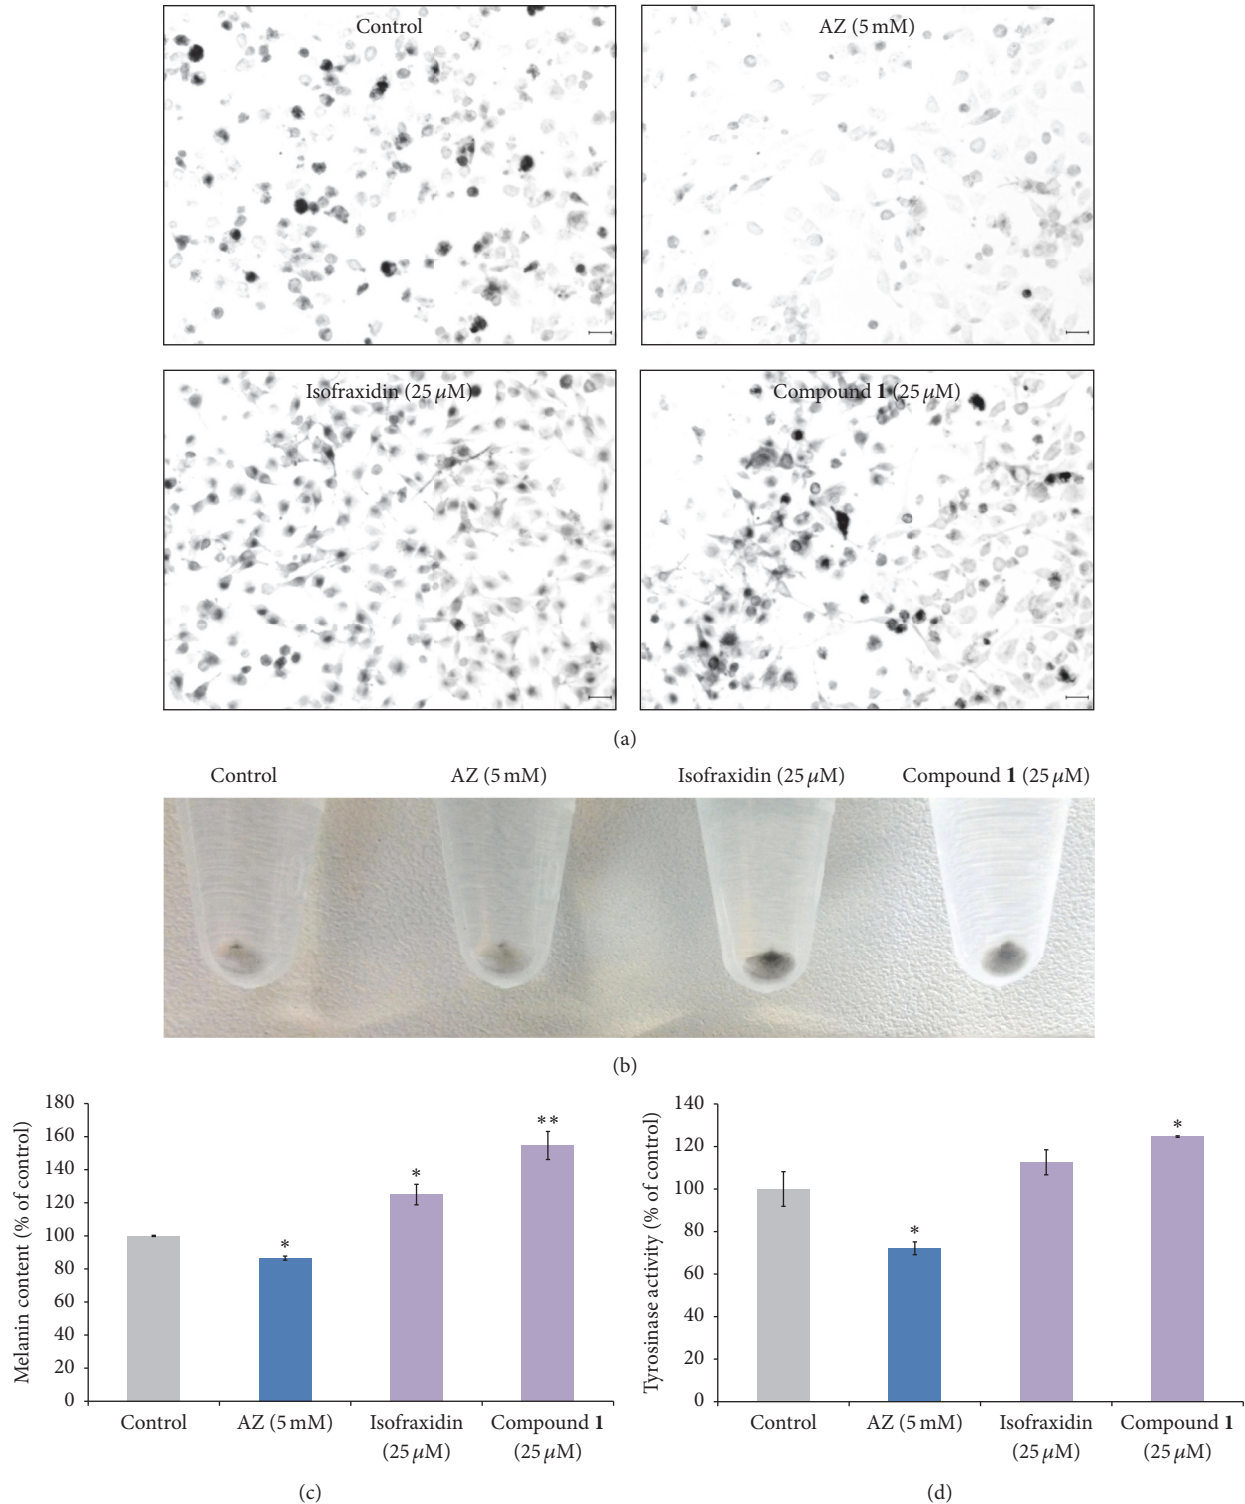 Control
AZ (5 mM)
Isofraxidin (25 μM)
Compound 1 (25 μM)
(a)
Control
AZ (5 mM)
Isofraxidin (25 μM)
Compound 1 (25 μM)
(b)
Melanin content (% of control)
180
160
140
120
100
80
60
40
20
0
*
*
**
Control
AZ (5 mM)
Isofraxidin
(25 μM)
Compound 1
(25 μM)
(c)
Tyrosinase activity (% of control)
140
120
100
80
60
40
20
0
*
*
Control
AZ (5 mM)
Isofraxidin
(25 μM)
Compound 1
(25 μM)
(d)